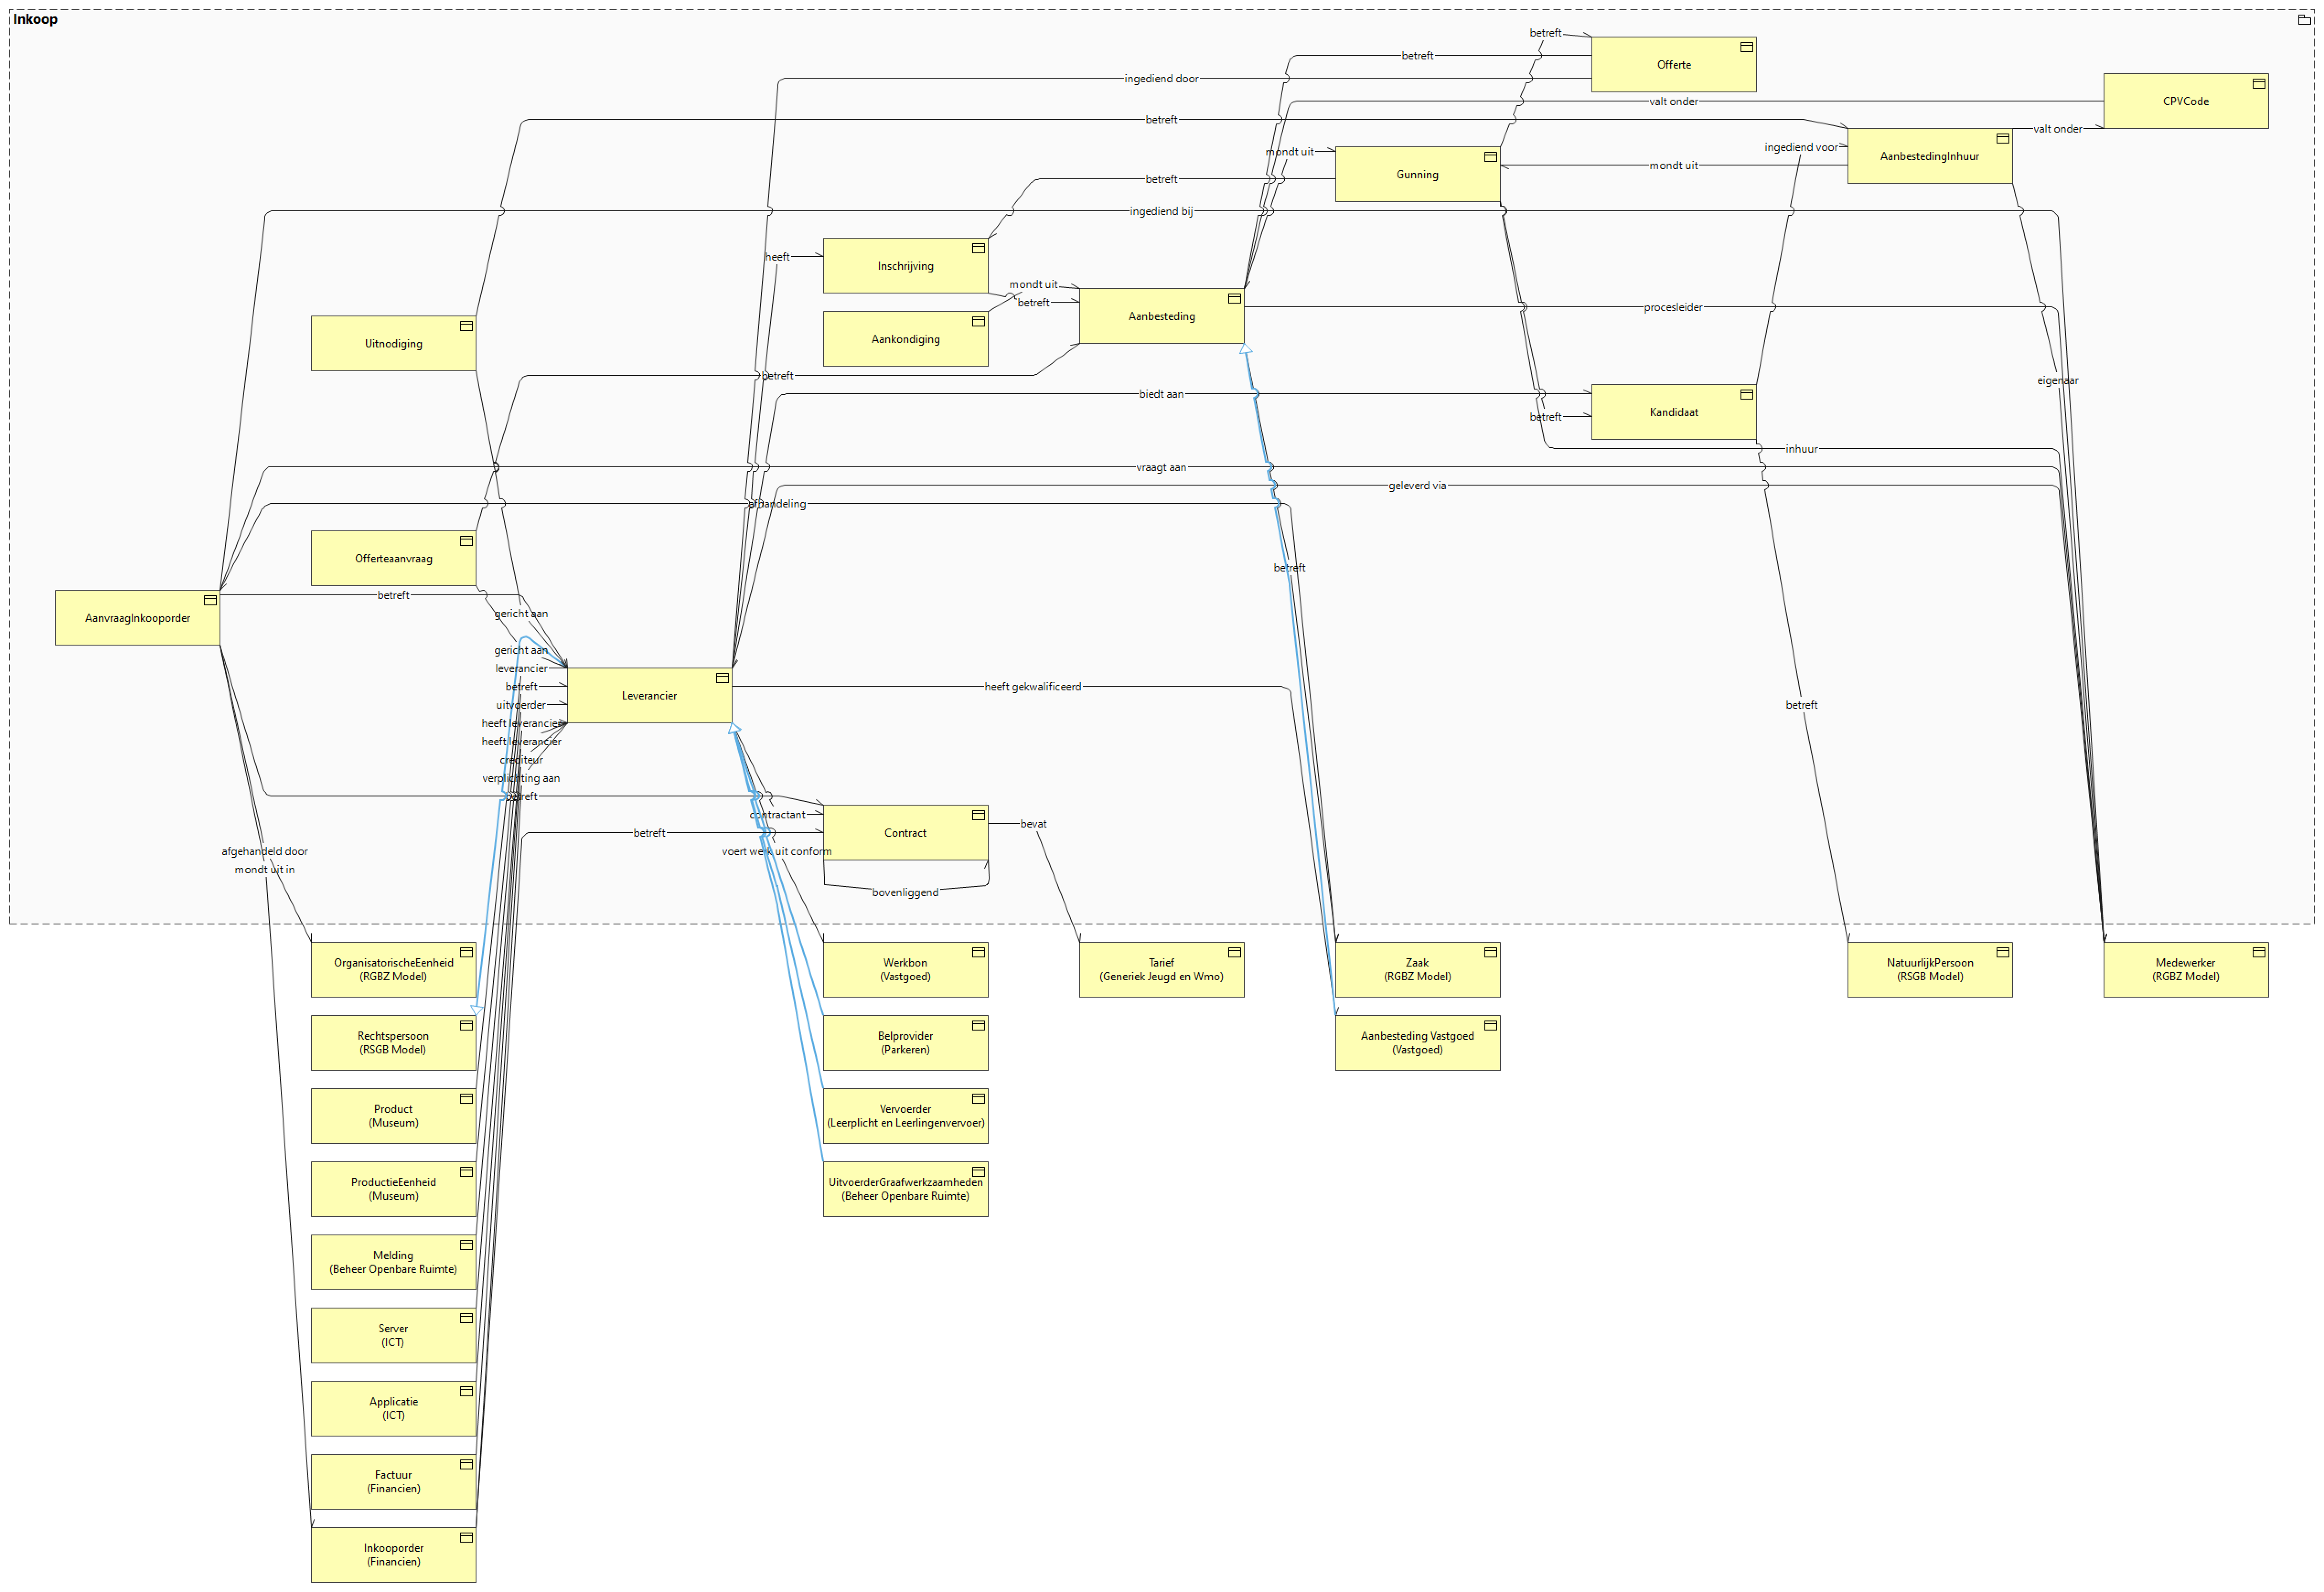 Inkoop
betreft
Offerte
betreft
ingediend door
CPVCode
valt onder
betreft
valt onder
AanbestedingInhuur
ingediend voor
mondt uit
mondt uit
Gunning
betreft
ingediend bij
heeft
Inschrijving
mondt uit
betreft
Aanbesteding
procesleider
Uitnodiging
Aankondiging
betreft
eigenaar
biedt aan
Kandidaat
betreft
inhuur
vraagt aan
geleverd via
afhandeling
Offerteaanvraag
betreft
betreft
AanvraagInkooporder
gericht aan
gericht aan
leverancier
betreft
uitvoerder
heeft leverancier
heeft leverancier
crediteur
verplichting aan
betreft
Leverancier
heeft gekwalificeerd
betreft
contractant
Contract
bevat
betreft
voert werk uit conform
bovenliggend
afgehandeld door
mondt uit in
OrganisatorischeEenheid
(RGBZ Model)
Werkbon
(Vastgoed)
Tarief
(Generiek Jeugd en Wmo)
Zaak
(RGBZ Model)
NatuurlijkPersoon
(RSGB Model)
Medewerker
(RGBZ Model)
Rechtspersoon
(RSGB Model)
Belprovider
(Parkeren)
Aanbesteding Vastgoed
(Vastgoed)
Product
(Museum)
Vervoerder
(Leerplicht en Leerlingenvervoer)
ProductieEenheid
(Museum)
UitvoerderGraafwerkzaamheden
(Beheer Openbare Ruimte)
Melding
(Beheer Openbare Ruimte)
Server
(ICT)
Applicatie
(ICT)
Factuur
(Financien)
Inkooporder
(Financien)